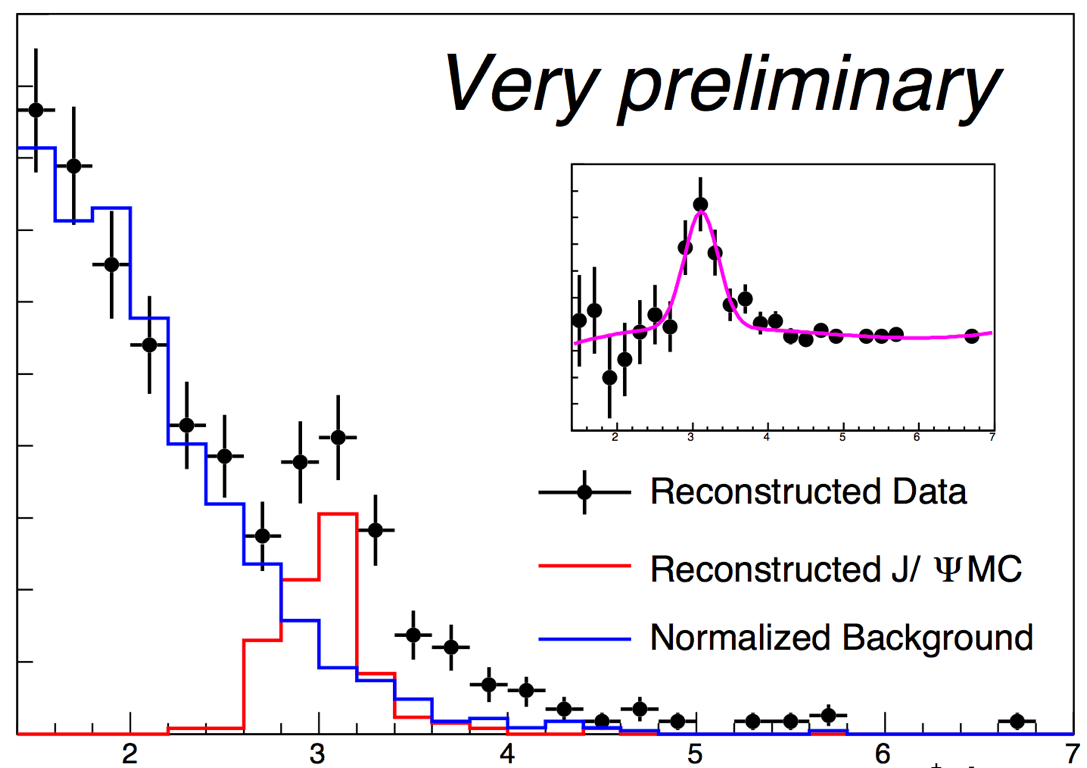 Very preliminary
2 3 4 5 6 7
Reconstructed Data
Reconstructed J/ ΨMC
Normalized Background
2 3 4 5 6 7